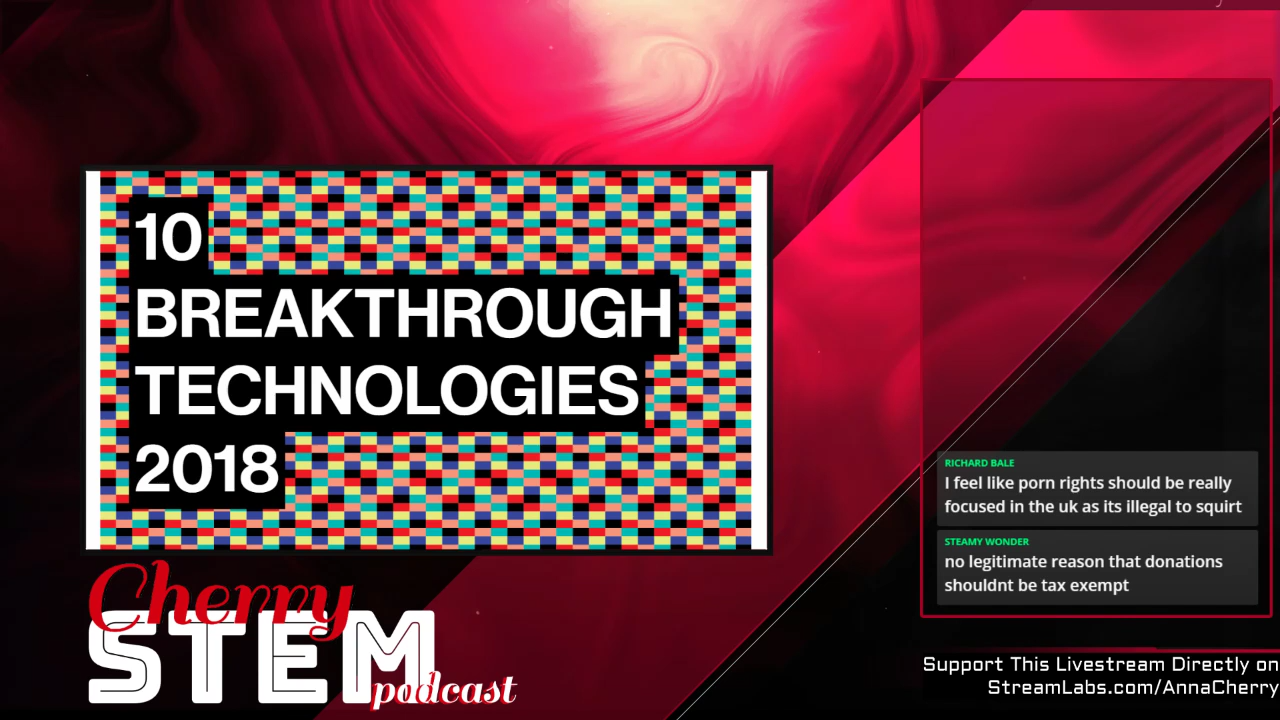 10
BREAKTHROUGH
TECHNOLOGIES
2018
Cherry
STEM
podcast
RICHARD BALE
I feel like porn rights should be really
focused in the uk as its illegal to squirt
STEAMY WONDER
no legitimate reason that donations
shouldnt be tax exempt
Support This Livestream Directly on
StreamLabs.com/AnnaCherry